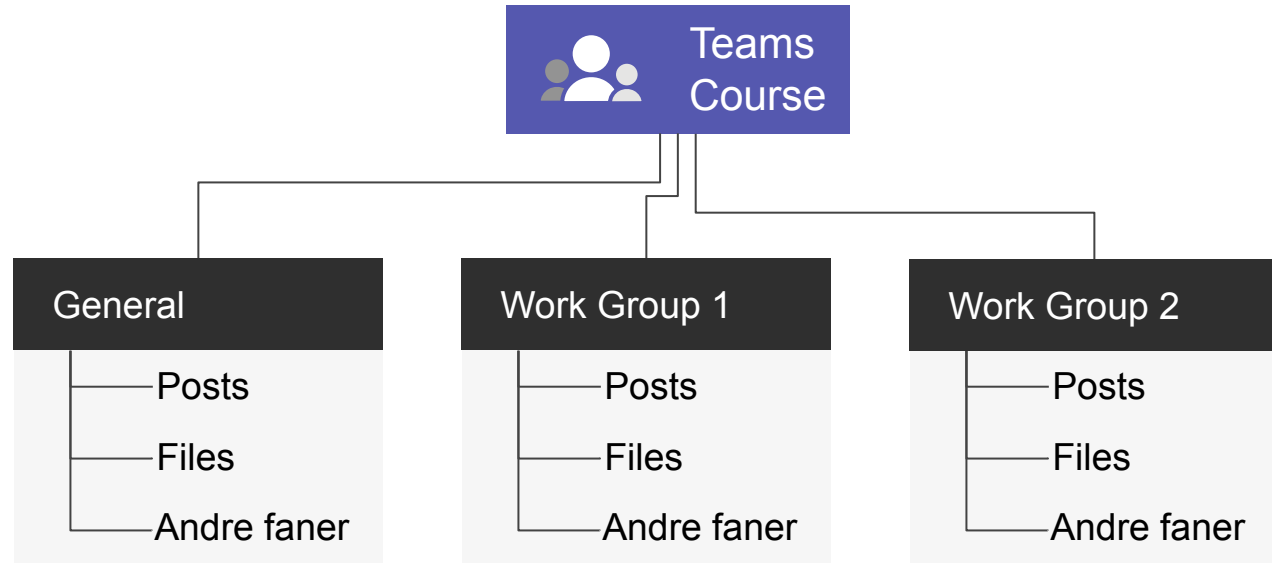 Teams
Course
General
Work Group 1
Work Group 2
Posts
Files
Andre faner
Posts
Files
Andre faner
Posts
Files
Andre faner